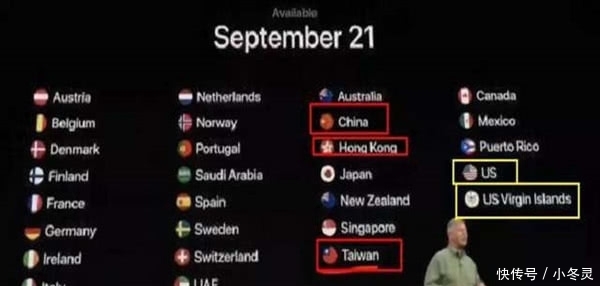 Available
September 21
Austria
Belgium
Denmark
Finland
France
Germany
Ireland
Italy
Netherlands
Norway
Portugal
Saudi Arabia
Spain
Sweden
Switzerland
UAE
Australia
China
Hong Kong
Japan
New Zealand
Singapore
Taiwan
Canada
Mexico
Puerto Rico
US
US Virgin Islands
快传号 / 小冬灵